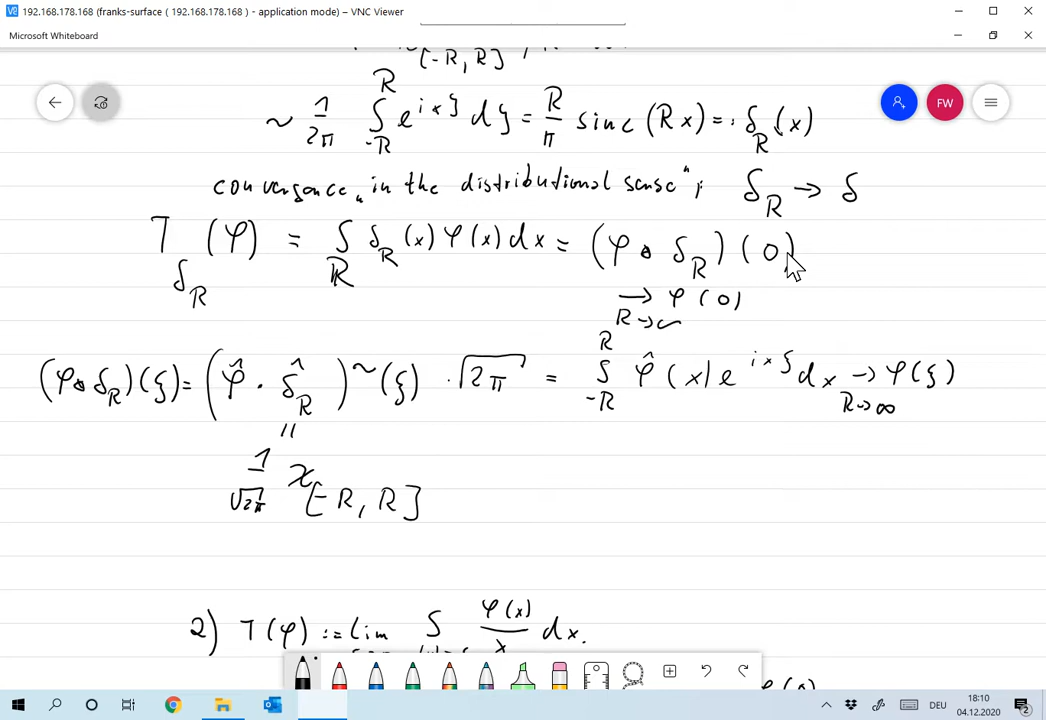 192.168.178.168 (franks-surface ( 192.168.178.168 ) - application mode) – VNC Viewer
Microsoft Whiteboard
[-R, R]
FW
~ 1/2π ∫_{-R}^{R} e^{ixξ} dξ = R/π sinc (Rx) =: δ_R (x)
convergence „in the distributional sense": δ_R → δ
T_{δ_R} (φ) = ∫_ℝ δ_R (x) φ(x) dx = (φ * δ_R) (0)
→_{R→∞} φ(0)
(φ * δ_R)(ξ) = (φ̂ · δ̂_R)^~ (ξ) · √2π = ∫_{-R}^{R} φ̂(x) e^{ixξ} dx →_{R→∞} φ(ξ)
=
1/√2π χ_{[-R, R]}
2) T(φ) := lim ∫ φ(x)/x dx.
DEU
18:10
04.12.2020
2